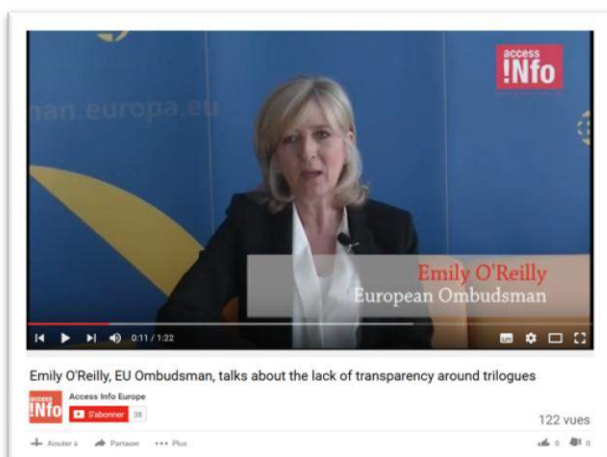 access
!Nfo
man.europa.eu
Emily O'Reilly
European Ombudsman
0:11 / 1:22
Emily O'Reilly, EU Ombudsman, talks about the lack of transparency around trilogues
access
!Nfo
Access Info Europe
S'abonner 38
122 vues
Ajouter à Partager Plus
0 0